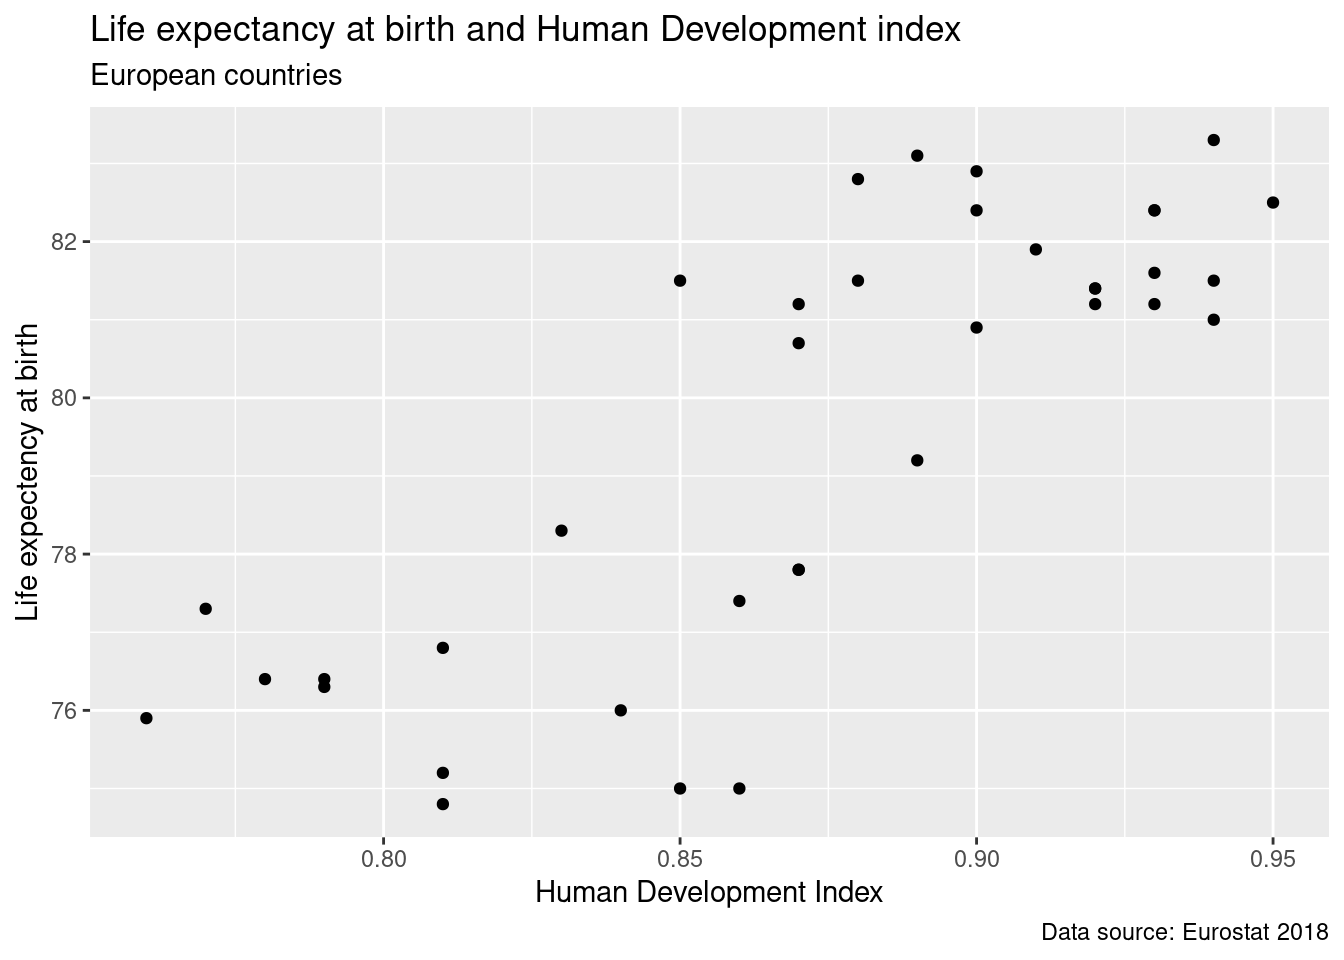 Life expectancy at birth and Human Development index
European countries
Life expectency at birth
82
80
78
76
0.80
0.85
0.90
0.95
Human Development Index
Data source: Eurostat 2018